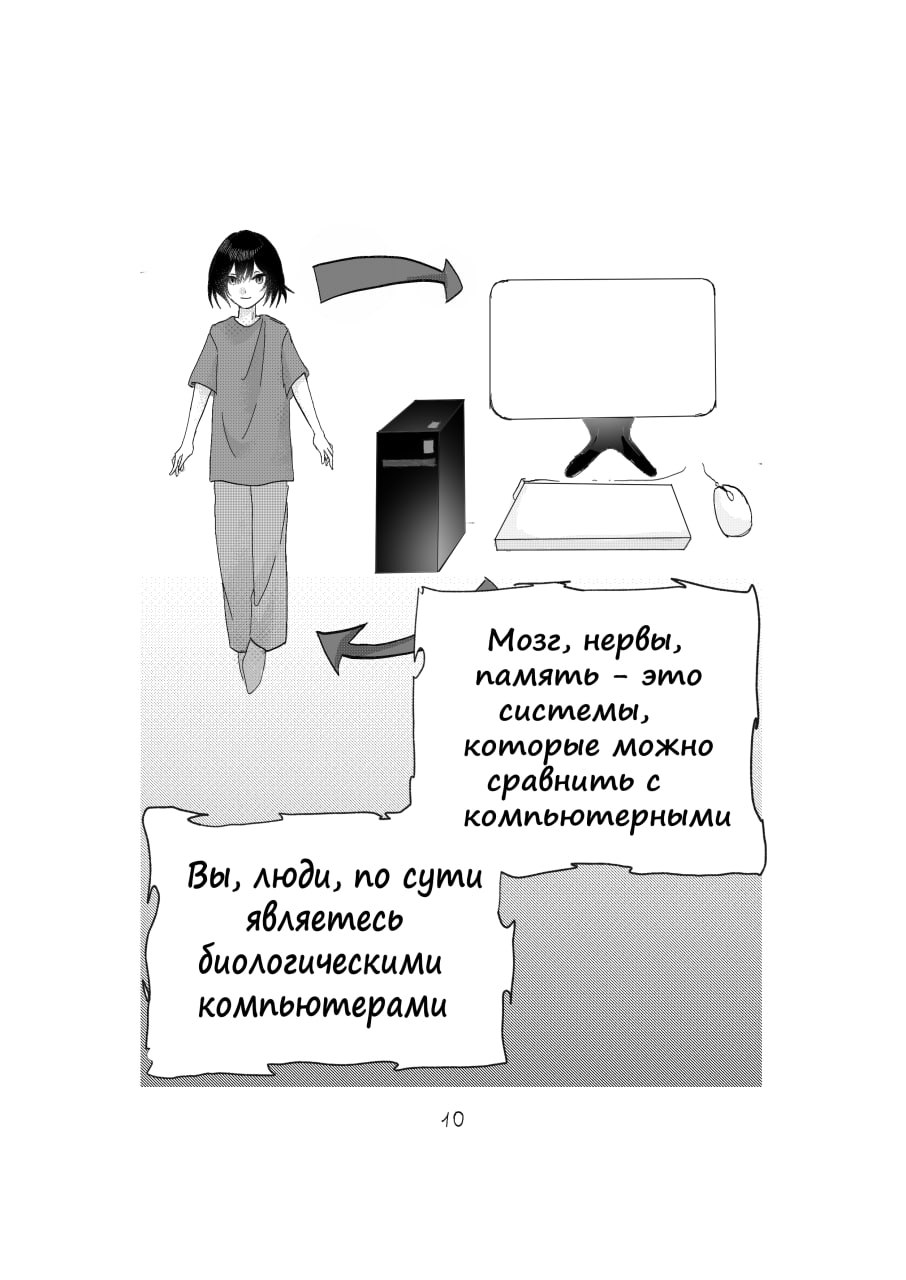 Мозг, нервы,
память - это
системы,
которые можно
сравнить с
компьютерными
Вы, люди, по сути
являетесь
биологическими
компьютерами
10